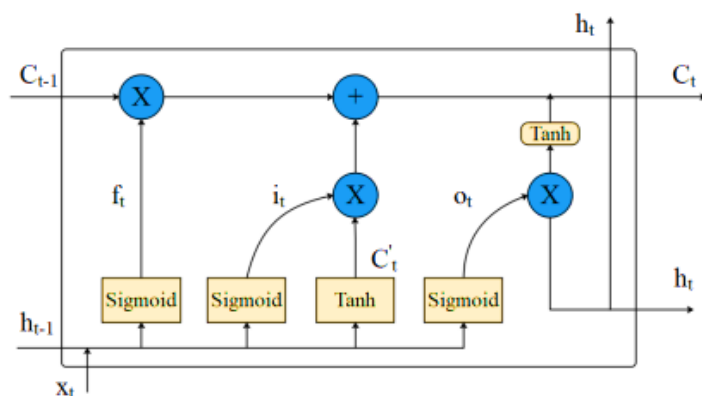 h_t
C_{t-1}
X
+
C_t
Tanh
f_t
i_t
X
o_t
X
C'_t
Sigmoid
Sigmoid
Tanh
Sigmoid
h_t
h_{t-1}
x_t